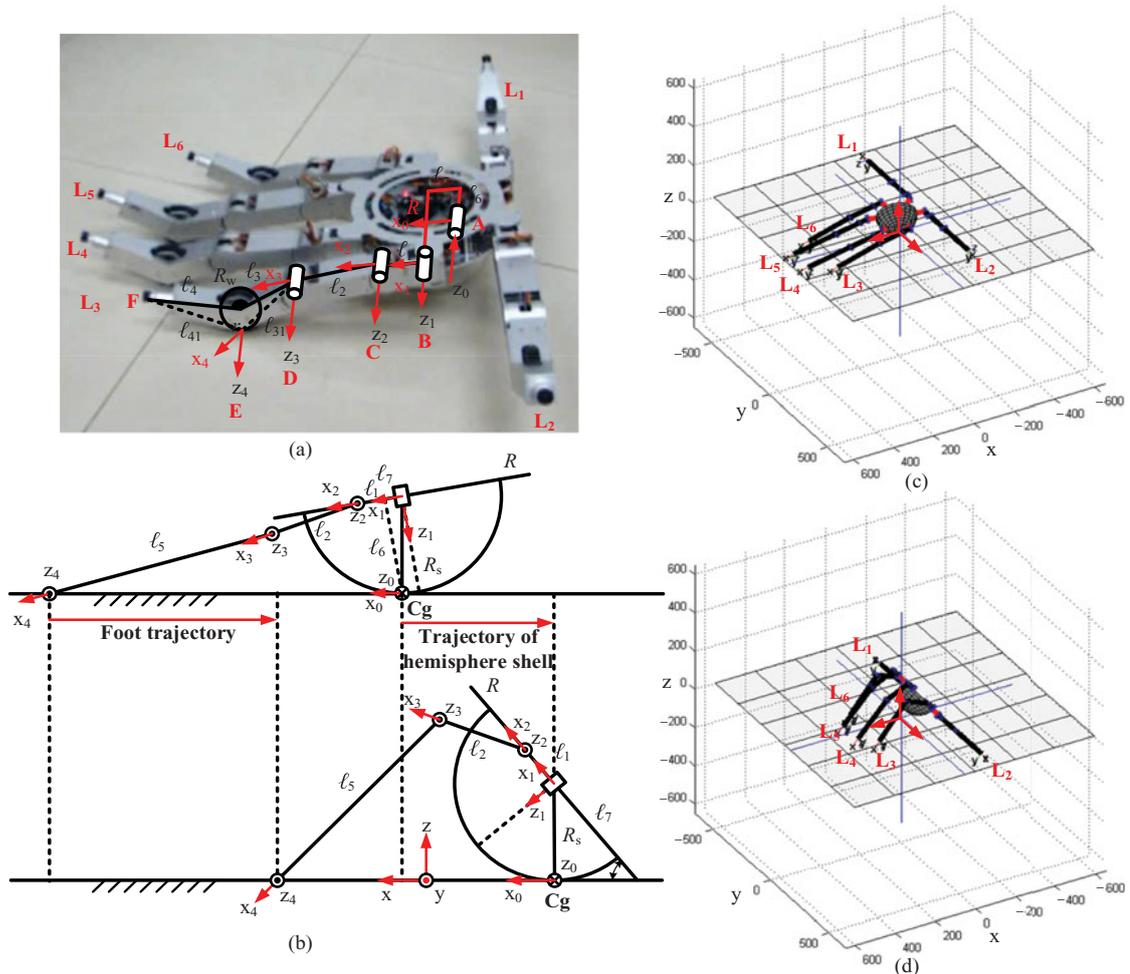 L1
L6
L5
L4
L3
L2
ℓ
ℓ6
R
x0
A
ℓ
x2
x1
z0
ℓ3
x3
Rw
ℓ4
F
ℓ2
ℓ41
ℓ31
z1
z2
B
C
z3
D
x4
z4
E
(a)
R
ℓ7
ℓ1
x2
z2
x1
z1
ℓ2
z3
x3
ℓ5
ℓ6
Rs
z4
x4
z0
x0
Cg
Foot trajectory
Trajectory of
hemisphere shell
R
x3
z3
x2
z2
ℓ2
ℓ1
x1
ℓ5
z1
ℓ7
Rs
z
z0
z4
x
y
x0
x4
Cg
(b)
600
400
200
0
−200
−400
−600
z
L1
L6
L5
L4
L3
L2
−500
0
500
y
600
400
200
0
−200
−400
−600
x
(c)
600
400
200
0
−200
−400
−600
z
L1
L6
L5
L4
L3
L2
−500
0
500
y
600
400
200
0
−200
−400
−600
x
(d)